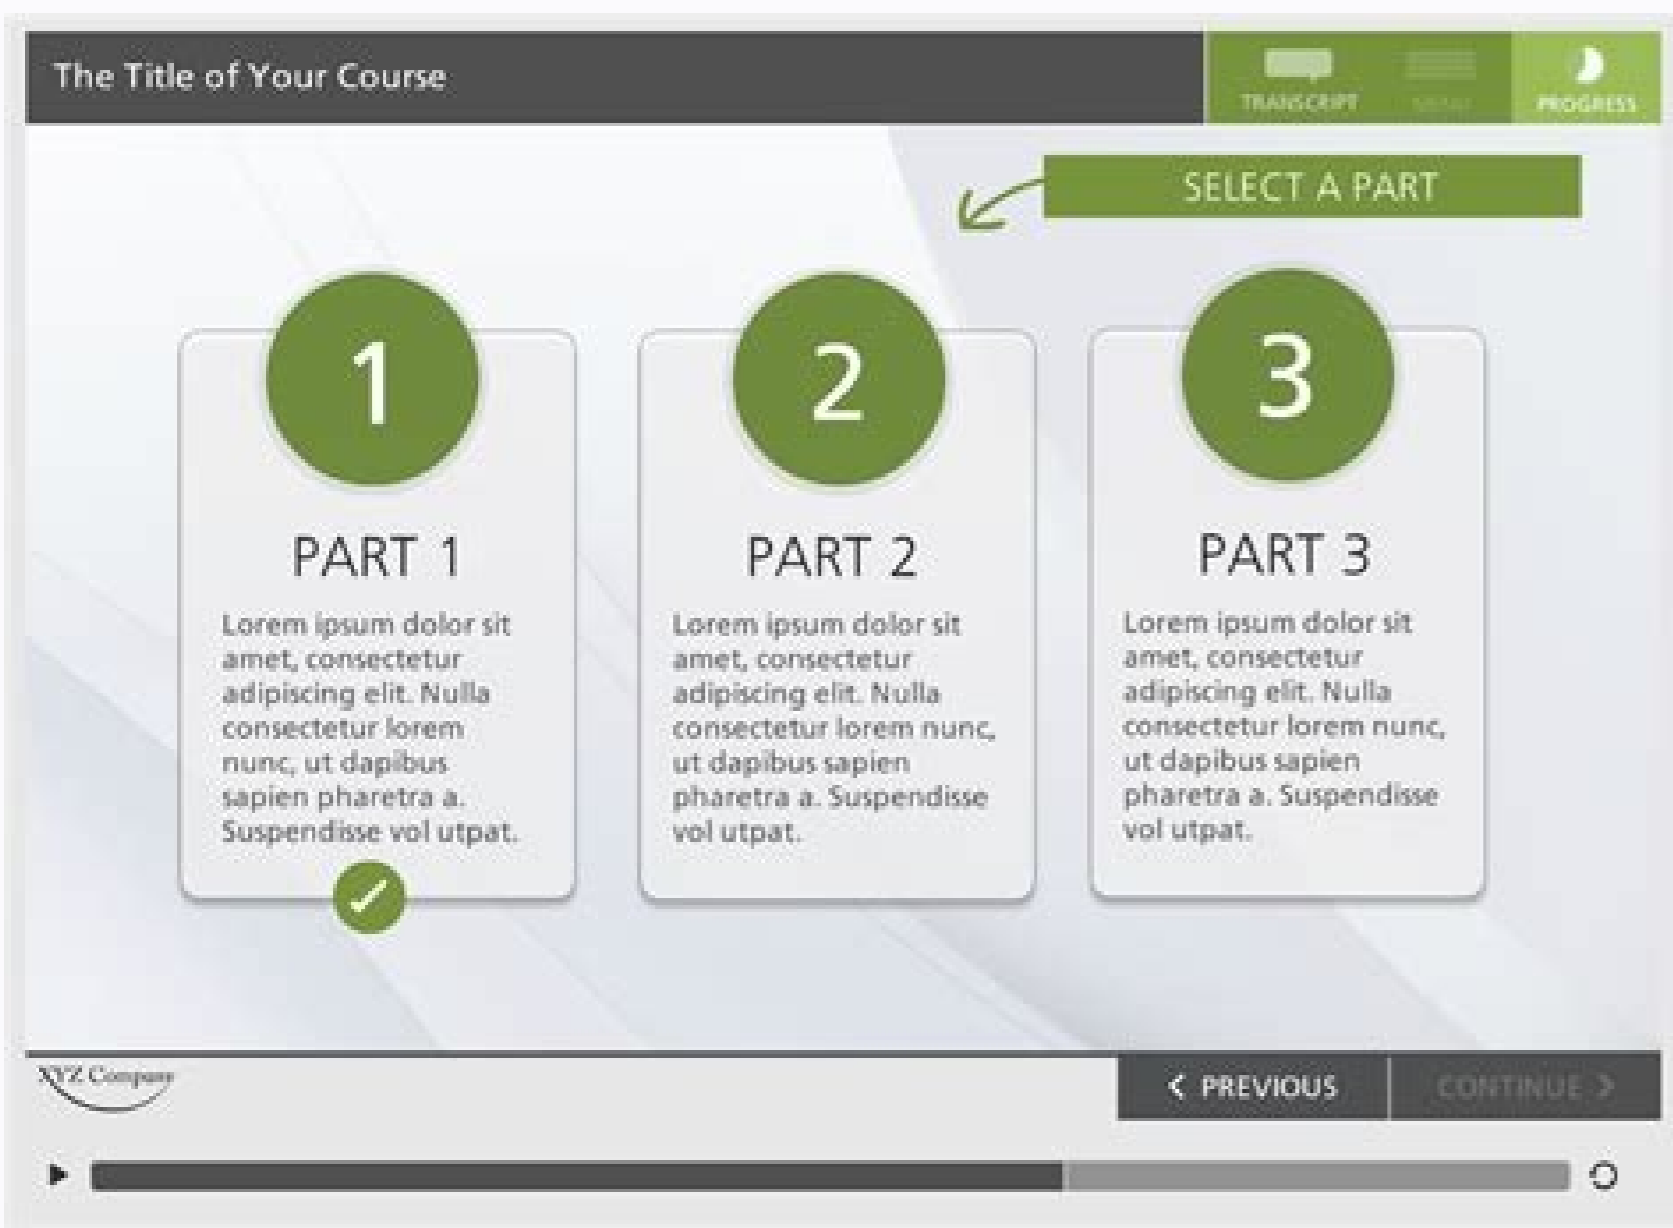 The Title of Your Course
TRANSCRIPT
MENU
PROGRESS
SELECT A PART
1
PART 1
Lorem ipsum dolor sit
amet, consectetur
adipiscing elit. Nulla
consectetur lorem
nunc, ut dapibus
sapien pharetra a.
Suspendisse vol utpat.
2
PART 2
Lorem ipsum dolor sit
amet, consectetur
adipiscing elit. Nulla
consectetur lorem nunc,
ut dapibus sapien
pharetra a. Suspendisse
vol utpat.
3
PART 3
Lorem ipsum dolor sit
amet, consectetur
adipiscing elit. Nulla
consectetur lorem nunc,
ut dapibus sapien
pharetra a. Suspendisse
vol utpat.
XYZ Company
PREVIOUS
CONTINUE